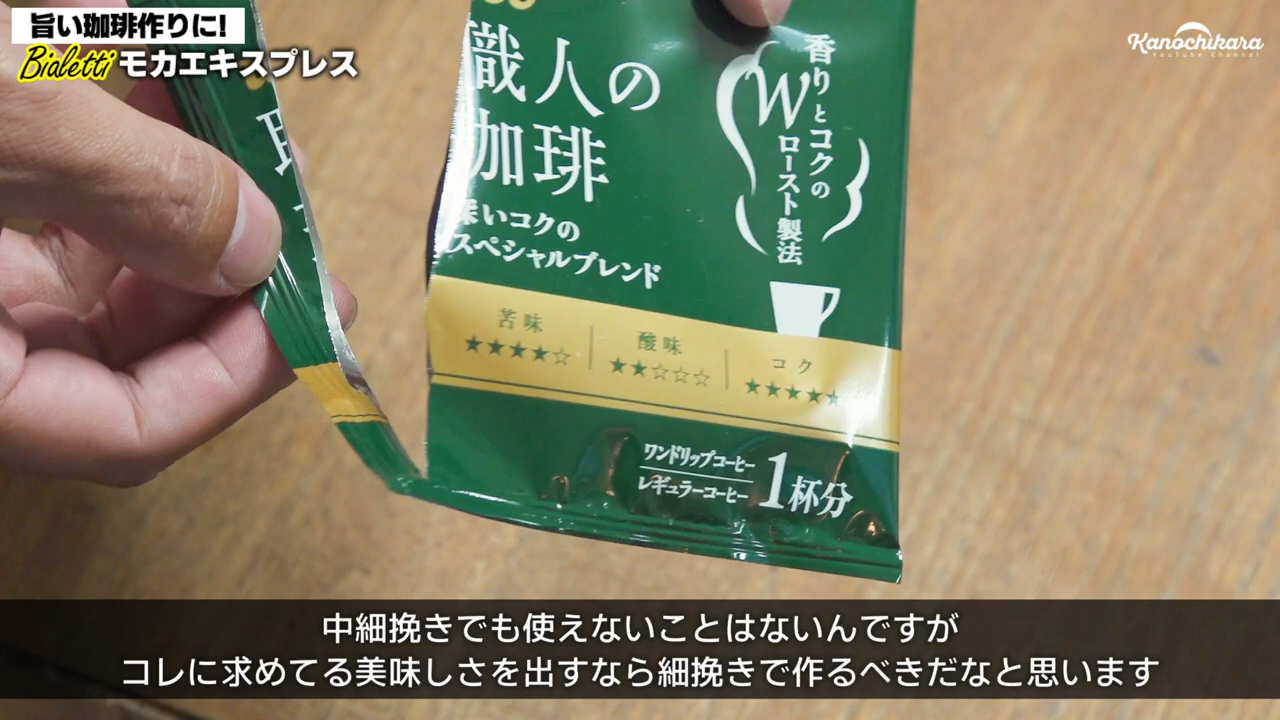 旨い珈琲作りに!
Bialetti モカエキスプレス
Kanochikara
YouTube Channel
職人の
珈琲
深いコクの
スペシャルブレンド
香りとコクの
Wロースト製法
苦味
★★★★☆
酸味
★★☆☆☆
コク
ワンドリップコーヒー
レギュラーコーヒー
1杯分
中細挽きでも使えないことはないんですが
コレに求めてる美味しさを出すなら細挽きで作るべきだなと思います